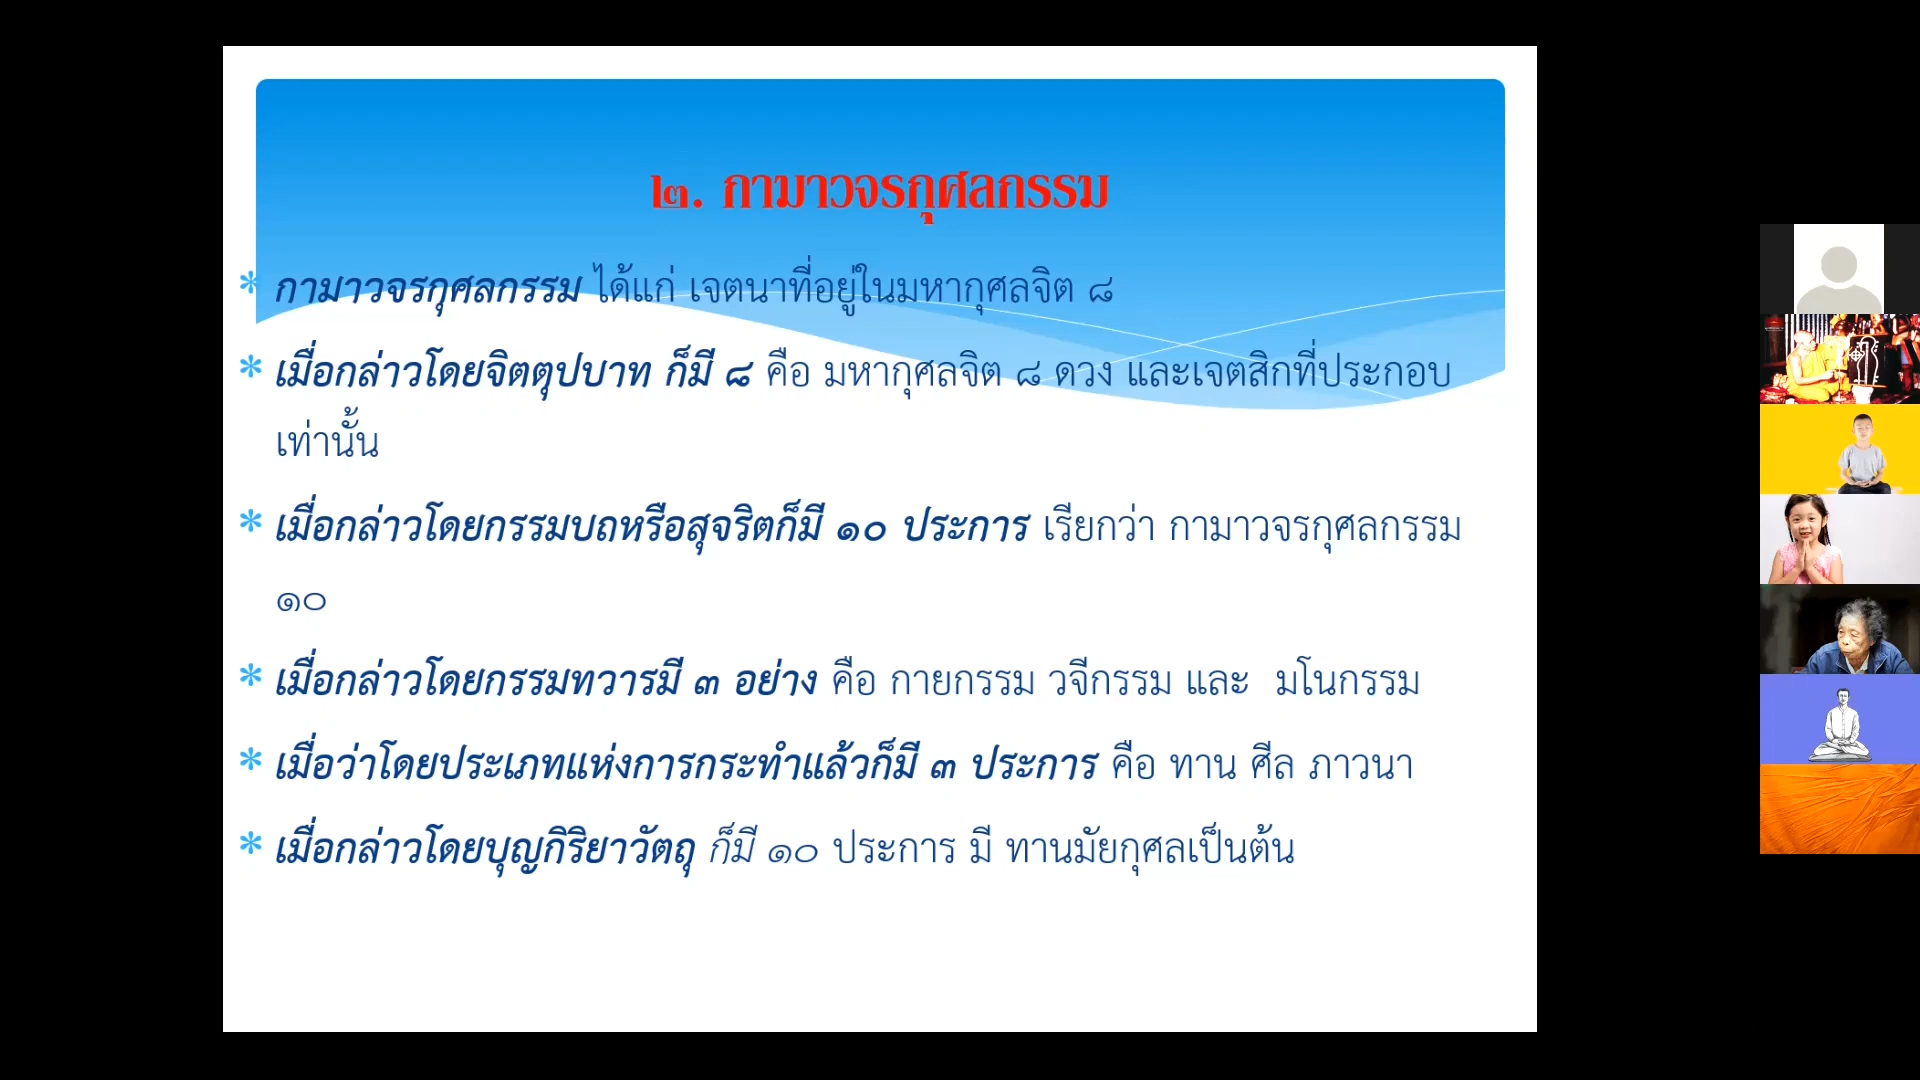 ๒. กามาวจรกุศลกรรม
* กามาวจรกุศลกรรม ได้แก่ เจตนาที่อยู่ในมหากุศลจิต ๘
* เมื่อกล่าวโดยจิตตุปบาท ก็มี ๘ คือ มหากุศลจิต ๘ ดวง และเจตสิกที่ประกอบ
เท่านั้น
* เมื่อกล่าวโดยกรรมบถหรือสุจริตก็มี ๑๐ ประการ เรียกว่า กามาวจรกุศลกรรม
๑๐
* เมื่อกล่าวโดยกรรมทวารมี ๓ อย่าง คือ กายกรรม วจีกรรม และ มโนกรรม
* เมื่อว่าโดยประเภทแห่งการกระทำแล้วก็มี ๓ ประการ คือ ทาน ศีล ภาวนา
* เมื่อกล่าวโดยบุญกิริยาวัตถุ ก็มี ๑๐ ประการ มี ทานมัยกุศลเป็นต้น